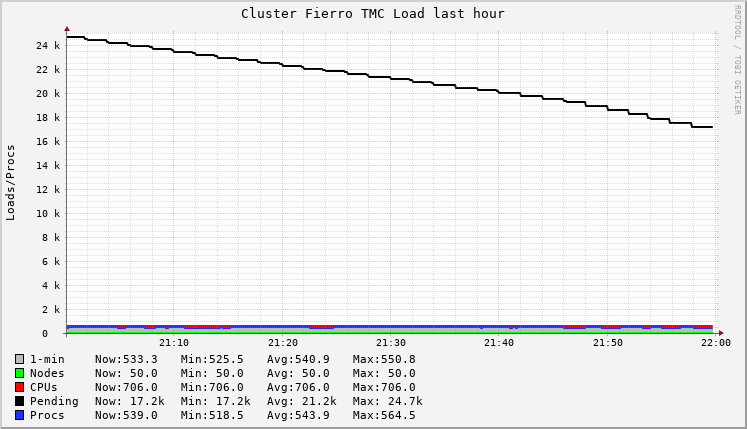 Cluster Fierro TMC Load last hour
RRDTOOL / TOBI OETIKER
Loads/Procs
24 k
22 k
20 k
18 k
16 k
14 k
12 k
10 k
8 k
6 k
4 k
2 k
0
21:10 21:20 21:30 21:40 21:50 22:00
1-min Now:533.3 Min:525.5 Avg:540.9 Max:550.8
Nodes Now: 50.0 Min: 50.0 Avg: 50.0 Max: 50.0
CPUs Now:706.0 Min:706.0 Avg:706.0 Max:706.0
Pending Now: 17.2k Min: 17.2k Avg: 21.2k Max: 24.7k
Procs Now:539.0 Min:518.5 Avg:543.9 Max:564.5